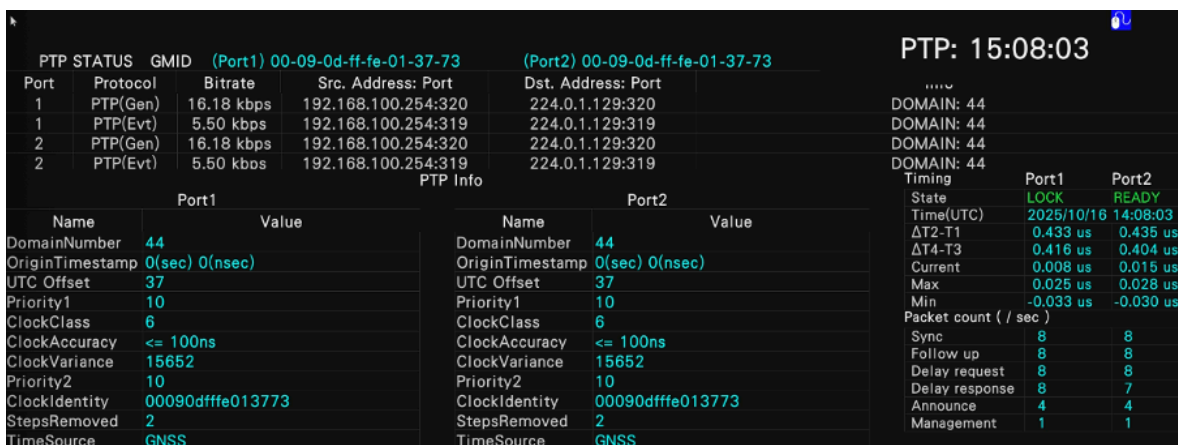 PTP STATUS GMID (Port1) 00-09-0d-ff-fe-01-37-73 (Port2) 00-09-0d-ff-fe-01-37-73
PTP: 15:08:03
Port Protocol Bitrate Src. Address: Port Dst. Address: Port
1 PTP(Gen) 16.18 kbps 192.168.100.254:320 224.0.1.129:320 DOMAIN: 44
1 PTP(Evt) 5.50 kbps 192.168.100.254:319 224.0.1.129:319 DOMAIN: 44
2 PTP(Gen) 16.18 kbps 192.168.100.254:320 224.0.1.129:320 DOMAIN: 44
2 PTP(Evt) 5.50 kbps 192.168.100.254:319 224.0.1.129:319 DOMAIN: 44
PTP Info
Port1
Name Value
DomainNumber 44
OriginTimestamp 0(sec) 0(nsec)
UTC Offset 37
Priority1 10
ClockClass 6
ClockAccuracy <= 100ns
ClockVariance 15652
Priority2 10
ClockIdentity 00090dfffe013773
StepsRemoved 2
TimeSource GNSS
Port2
Name Value
DomainNumber 44
OriginTimestamp 0(sec) 0(nsec)
UTC Offset 37
Priority1 10
ClockClass 6
ClockAccuracy <= 100ns
ClockVariance 15652
Priority2 10
ClockIdentity 00090dfffe013773
StepsRemoved 2
TimeSource GNSS
Timing Port1 Port2
State LOCK READY
Time(UTC) 2025/10/16 14:08:03
ΔT2-T1 0.433 us 0.435 us
ΔT4-T3 0.416 us 0.404 us
Current 0.008 us 0.015 us
Max 0.025 us 0.028 us
Min -0.033 us -0.030 us
Packet count ( / sec )
Sync 8 8
Follow up 8 8
Delay request 8 8
Delay response 8 7
Announce 4 4
Management 1 1